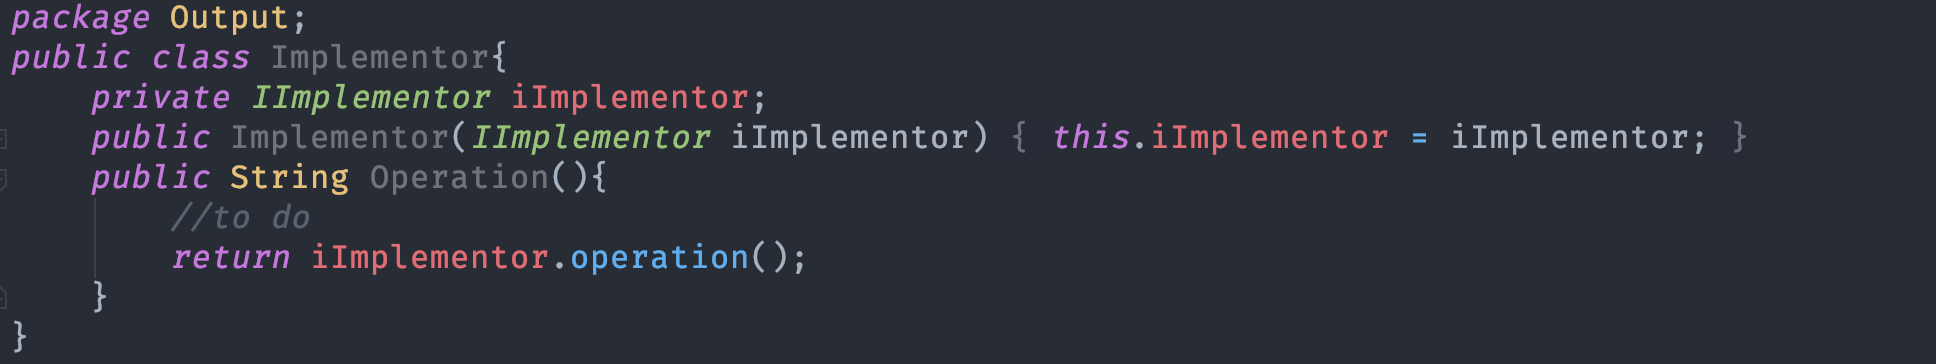 package Output;
public class Implementor{
    private IImplementor iImplementor;
    public Implementor(IImplementor iImplementor) { this.iImplementor = iImplementor; }
    public String Operation(){
        //to do
        return iImplementor.operation();
    }
}